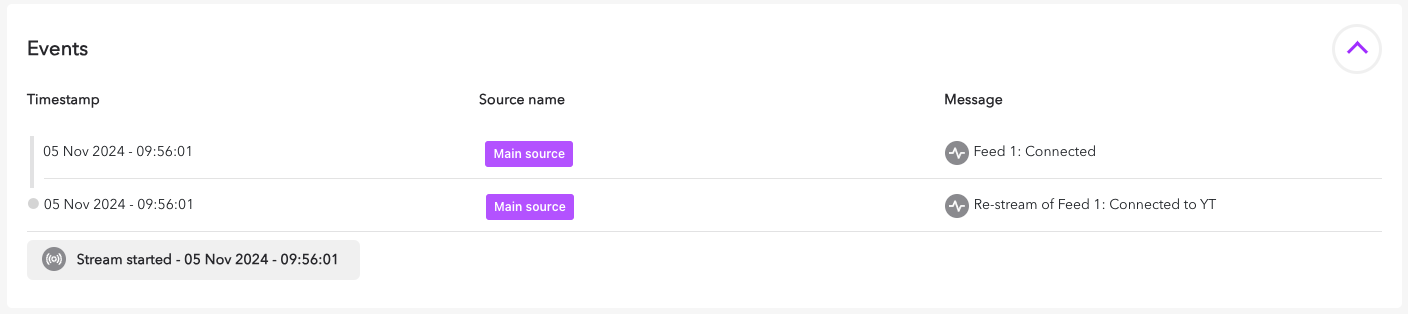 Events
Timestamp Source name Message
05 Nov 2024 - 09:56:01 Main source Feed 1: Connected
05 Nov 2024 - 09:56:01 Main source Re-stream of Feed 1: Connected to YT
Stream started - 05 Nov 2024 - 09:56:01